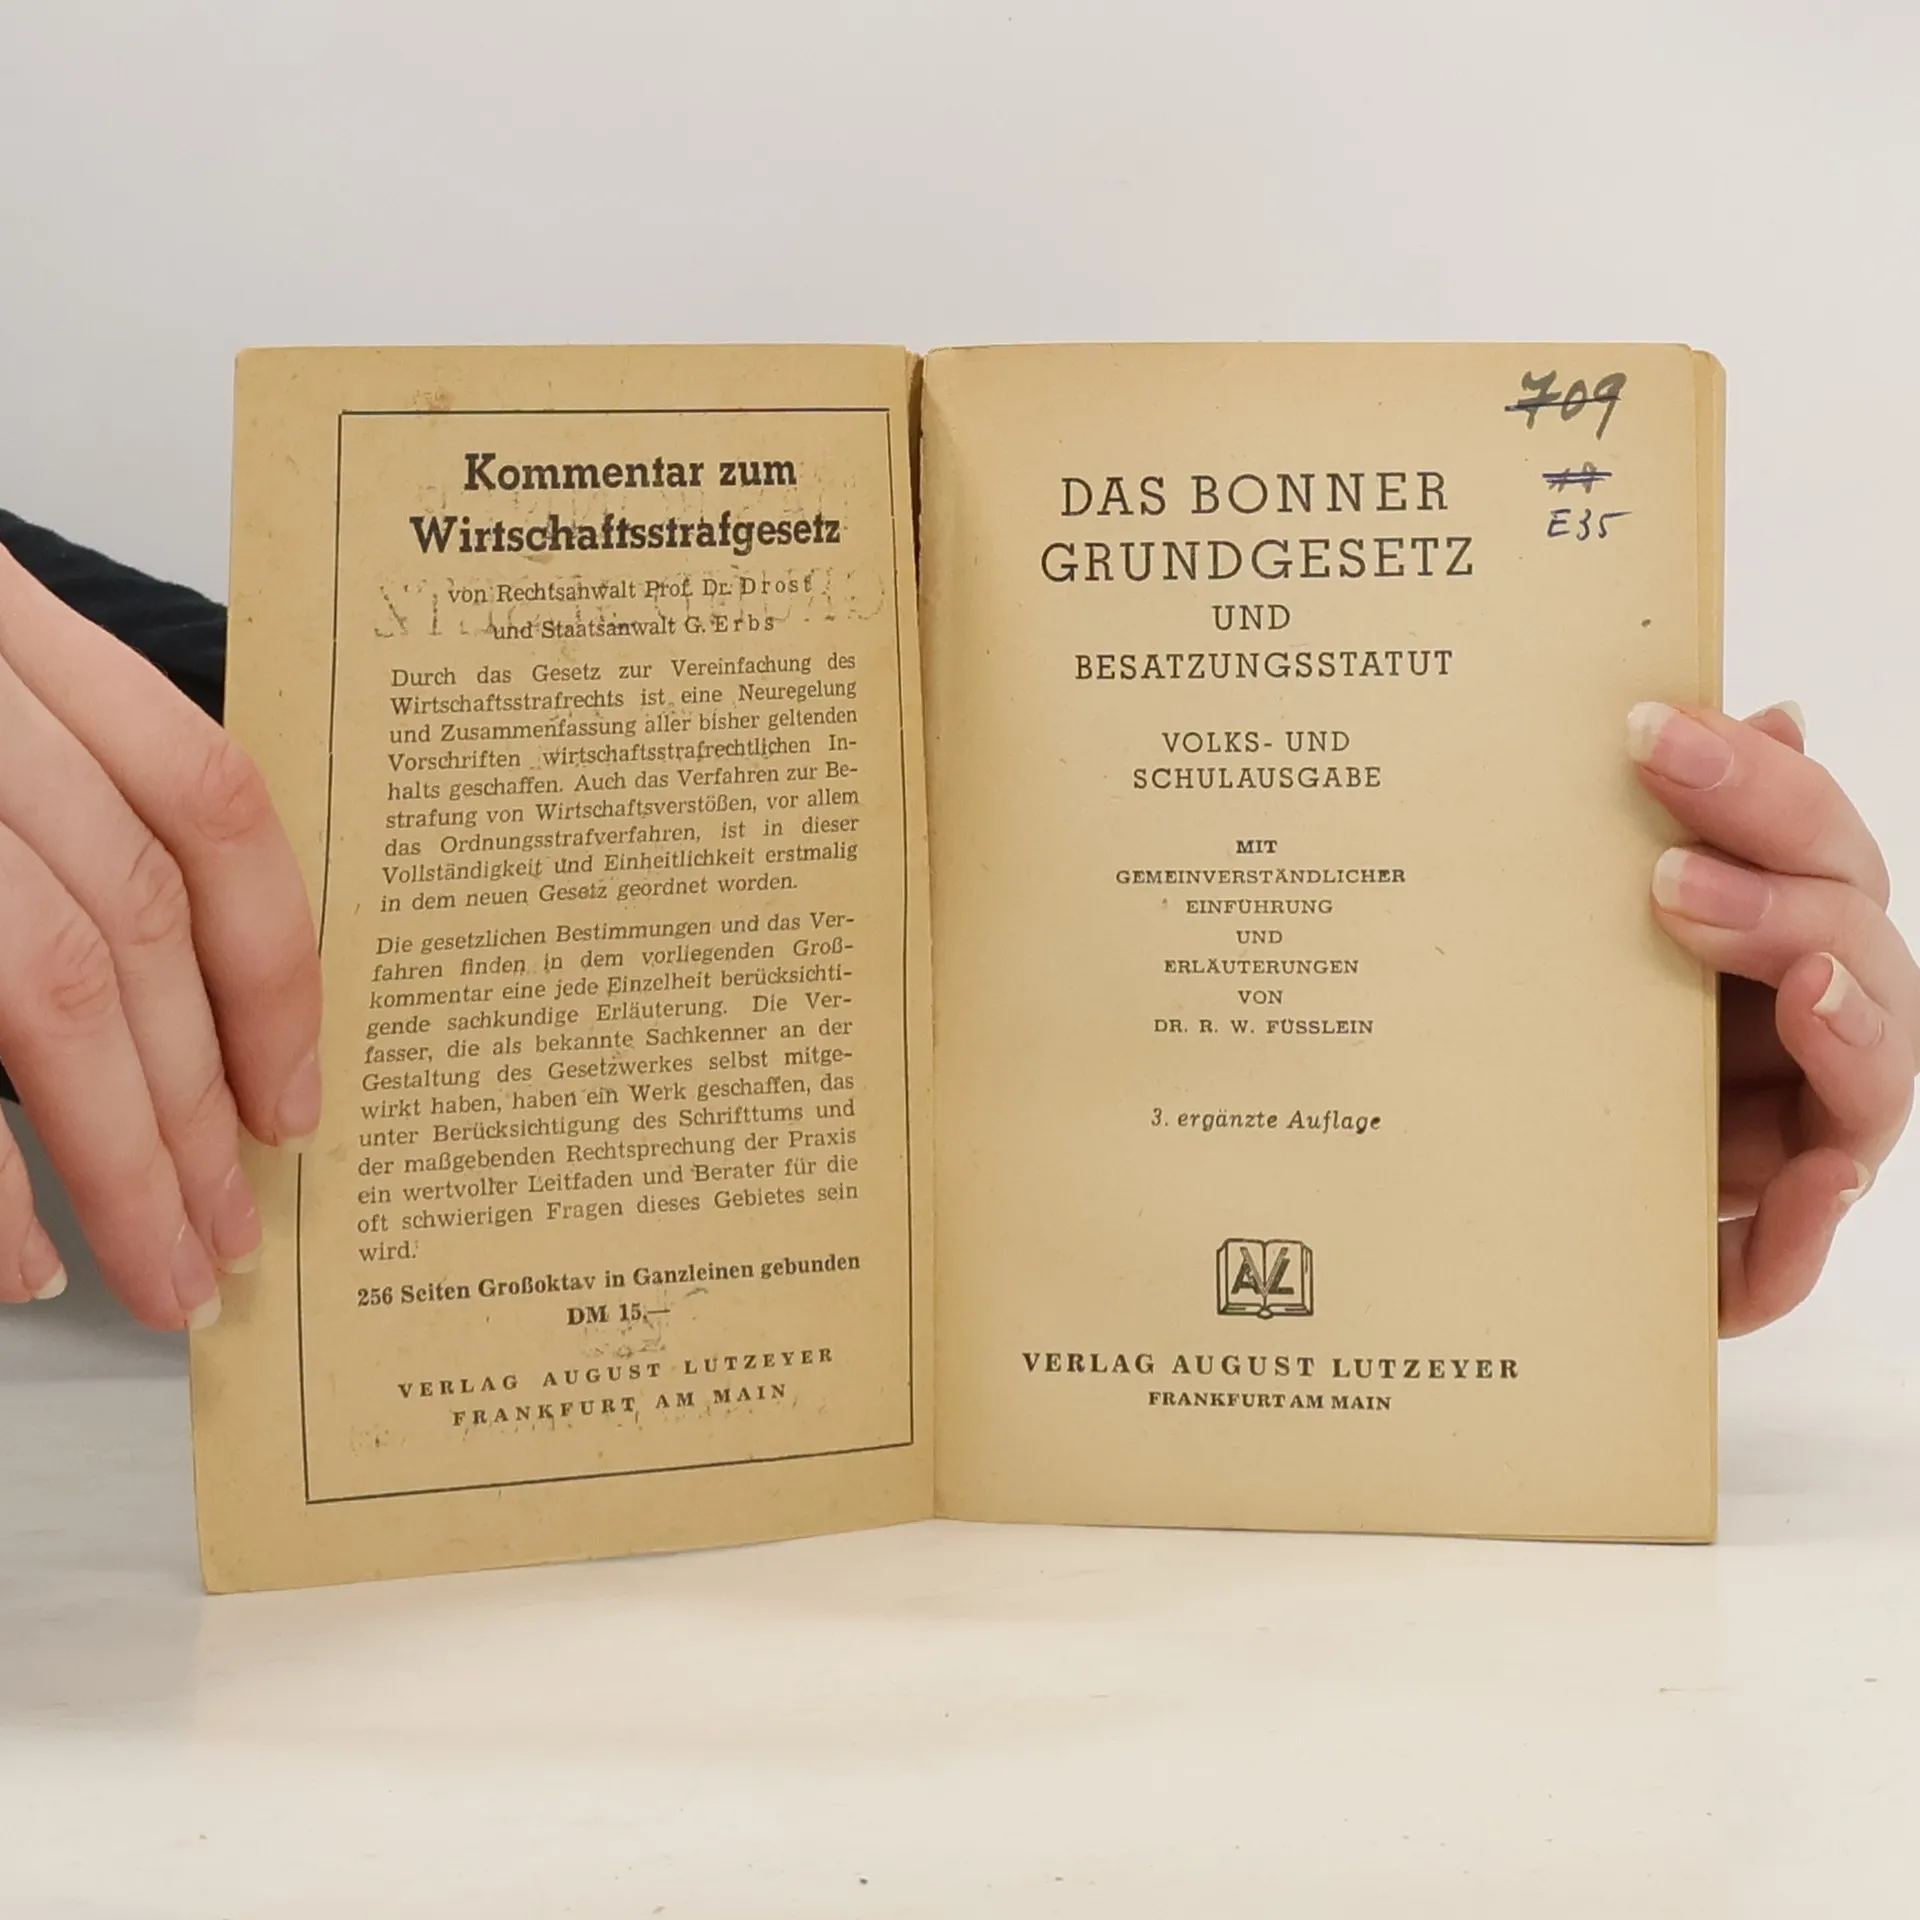 Kommentar zum
Wirtschaftsstrafgesetz
von Rechtsanwalt Prof. Dr. Drost
und Staatsanwalt G. Erbs
Durch das Gesetz zur Vereinfachung des
Wirtschaftsstrafrechts ist eine Neuregelung
und Zusammenfassung aller bisher geltenden
Vorschriften wirtschaftsstrafrechtlichen In-
halts geschaffen. Auch das Verfahren zur Be-
strafung von Wirtschaftsverstößen, vor allem
das Ordnungsstrafverfahren, ist in dieser
Vollständigkeit und Einheitlichkeit erstmalig
in dem neuen Gesetz geordnet worden.
Die gesetzlichen Bestimmungen und das Ver-
fahren finden in dem vorliegenden Groß-
kommentar eine jede Einzelheit berücksichti-
gende sachkundige Erläuterung. Die Ver-
fasser, die als bekannte Sachkenner an der
Gestaltung des Gesetzwerkes selbst mitge-
wirkt haben, haben ein Werk geschaffen, das
unter Berücksichtigung des Schrifttums und
der maßgebenden Rechtsprechung der Praxis
ein wertvoller Leitfaden und Berater für die
oft schwierigen Fragen dieses Gebietes sein
wird.
256 Seiten Großoktav in Ganzleinen gebunden
DM 15,—
VERLAG AUGUST LUTZEYER
FRANKFURT AM MAIN
709
E35
DAS BONNER
GRUNDGESETZ
UND
BESATZUNGSSTATUT
VOLKS- UND
SCHULAUSGABE
MIT
GEMEINVERSTÄNDLICHER
EINFÜHRUNG
UND
ERLÄUTERUNGEN
VON
DR. R. W. FÜSSLEIN
3. ergänzte Auflage
AVL
VERLAG AUGUST LUTZEYER
FRANKFURT AM MAIN